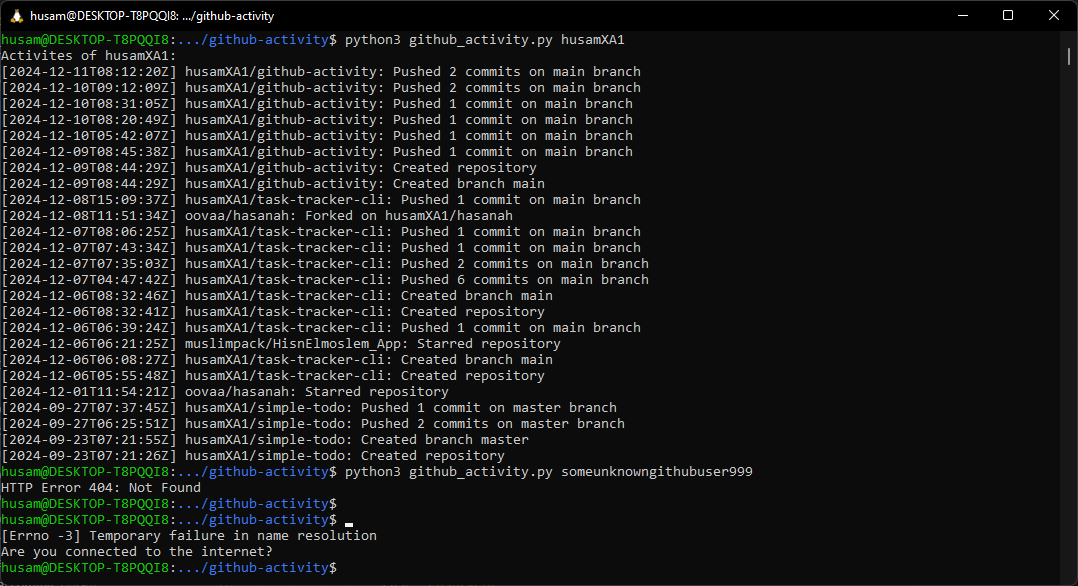 husam@DESKTOP-T8PQQI8: .../github-activity
husam@DESKTOP-T8PQQI8:.../github-activity$ python3 github_activity.py husamXA1
Activites of husamXA1:
[2024-12-11T08:12:20Z] husamXA1/github-activity: Pushed 2 commits on main branch
[2024-12-10T09:12:09Z] husamXA1/github-activity: Pushed 2 commits on main branch
[2024-12-10T08:31:05Z] husamXA1/github-activity: Pushed 1 commit on main branch
[2024-12-10T08:20:49Z] husamXA1/github-activity: Pushed 1 commit on main branch
[2024-12-10T05:42:07Z] husamXA1/github-activity: Pushed 1 commit on main branch
[2024-12-09T08:45:38Z] husamXA1/github-activity: Pushed 1 commit on main branch
[2024-12-09T08:44:29Z] husamXA1/github-activity: Created repository
[2024-12-09T08:44:29Z] husamXA1/github-activity: Created branch main
[2024-12-08T15:09:37Z] husamXA1/task-tracker-cli: Pushed 1 commit on main branch
[2024-12-08T11:51:34Z] oovaa/hasanah: Forked on husamXA1/hasanah
[2024-12-07T08:06:25Z] husamXA1/task-tracker-cli: Pushed 1 commit on main branch
[2024-12-07T07:43:34Z] husamXA1/task-tracker-cli: Pushed 1 commit on main branch
[2024-12-07T07:35:03Z] husamXA1/task-tracker-cli: Pushed 2 commits on main branch
[2024-12-07T04:47:42Z] husamXA1/task-tracker-cli: Pushed 6 commits on main branch
[2024-12-06T08:32:46Z] husamXA1/task-tracker-cli: Created branch main
[2024-12-06T08:32:41Z] husamXA1/task-tracker-cli: Created repository
[2024-12-06T06:39:24Z] husamXA1/task-tracker-cli: Pushed 1 commit on main branch
[2024-12-06T06:21:25Z] muslimpack/HisnElmoslem_App: Starred repository
[2024-12-06T06:08:27Z] husamXA1/task-tracker-cli: Created branch main
[2024-12-06T05:55:48Z] husamXA1/task-tracker-cli: Created repository
[2024-12-01T11:54:21Z] oovaa/hasanah: Starred repository
[2024-09-27T07:37:45Z] husamXA1/simple-todo: Pushed 1 commit on master branch
[2024-09-27T06:25:51Z] husamXA1/simple-todo: Pushed 2 commits on master branch
[2024-09-23T07:21:55Z] husamXA1/simple-todo: Created branch master
[2024-09-23T07:21:26Z] husamXA1/simple-todo: Created repository
husam@DESKTOP-T8PQQI8:.../github-activity$ python3 github_activity.py someunknowngithubuser999
HTTP Error 404: Not Found
husam@DESKTOP-T8PQQI8:.../github-activity$
husam@DESKTOP-T8PQQI8:.../github-activity$
[Errno -3] Temporary failure in name resolution
Are you connected to the internet?
husam@DESKTOP-T8PQQI8:.../github-activity$